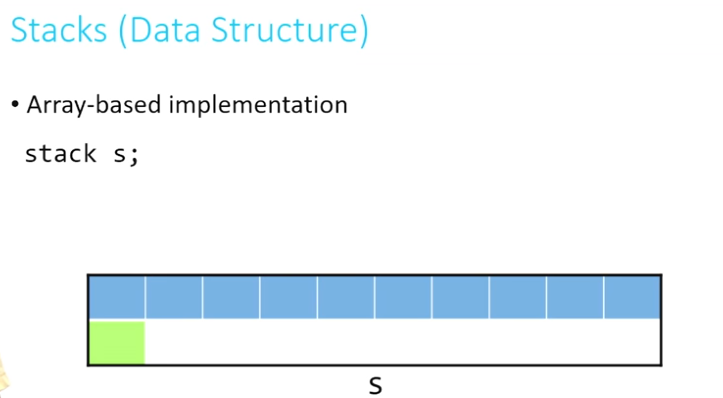 Stacks (Data Structure)
• Array-based implementation
stack s;
S